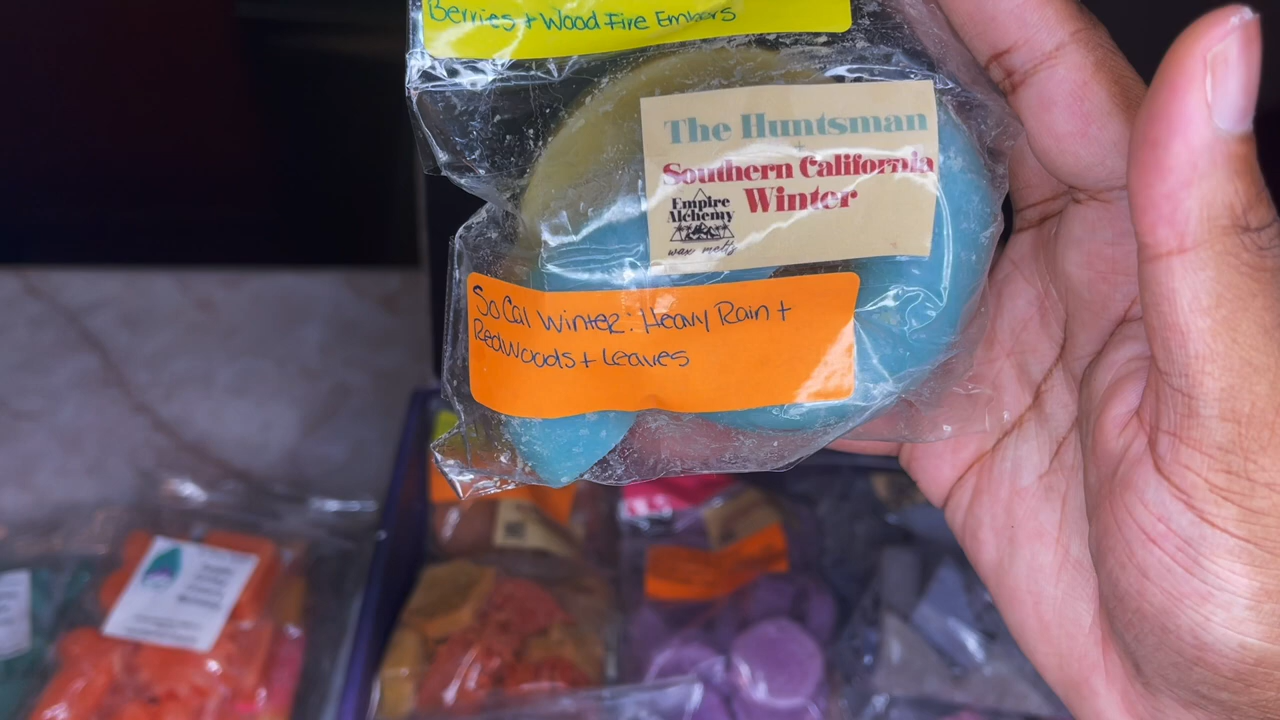 Berries + Wood Fire Embers
The Huntsman
+
Southern California
Winter
Empire
Alchemy
wax melts
SoCal Winter: Heavy Rain +
Redwoods + Leaves